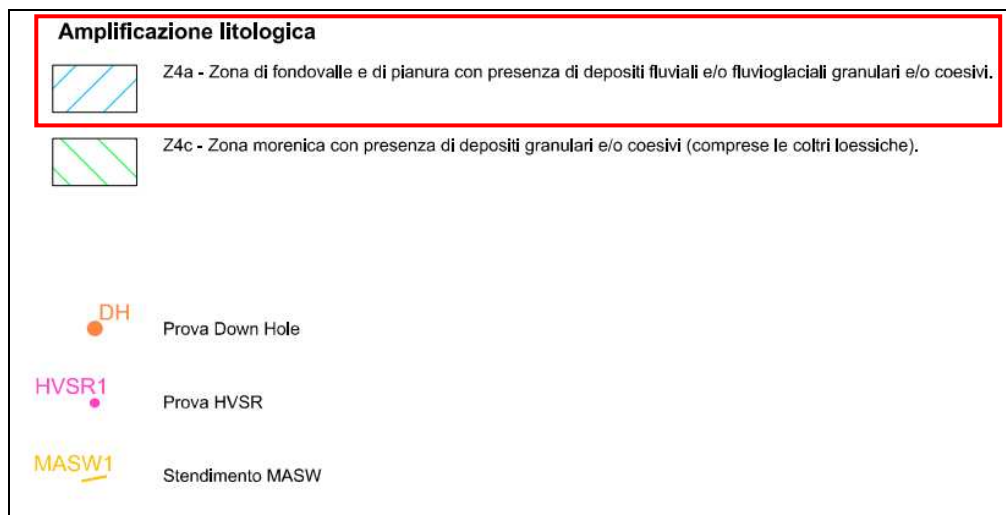 Amplificazione litologica
Z4a - Zona di fondovalle e di pianura con presenza di depositi fluviali e/o fluvioglaciali granulari e/o coesivi.
Z4c - Zona morenica con presenza di depositi granulari e/o coesivi (comprese le coltri loessiche).
DH
Prova Down Hole
HVSR1
Prova HVSR
MASW1
Stendimento MASW